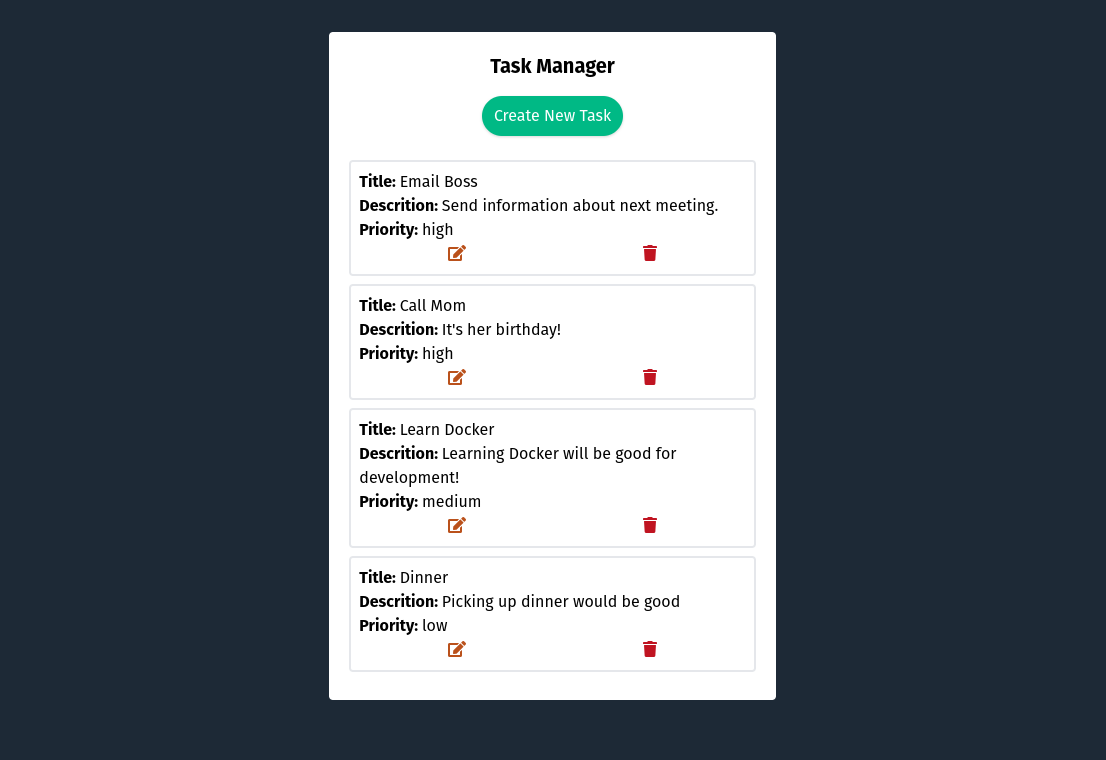 Task Manager
Create New Task
Title: Email Boss
Descrition: Send information about next meeting.
Priority: high
Title: Call Mom
Descrition: It's her birthday!
Priority: high
Title: Learn Docker
Descrition: Learning Docker will be good for
development!
Priority: medium
Title: Dinner
Descrition: Picking up dinner would be good
Priority: low